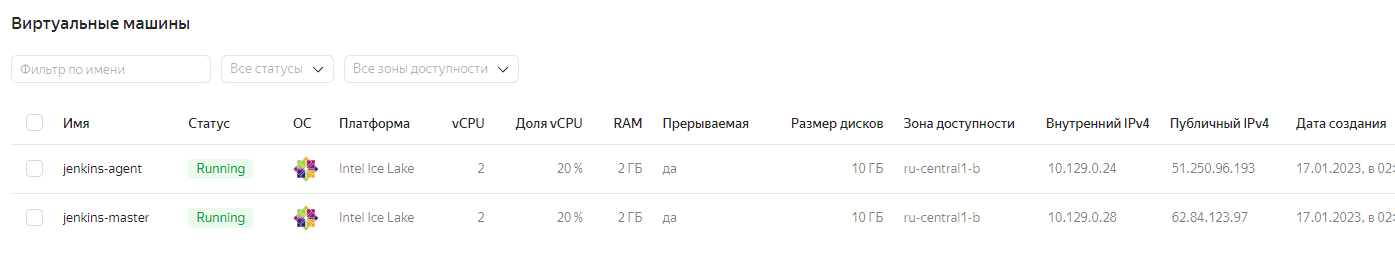 Виртуальные машины
Фильтр по имени Все статусы Все зоны доступности
Имя Статус ОС Платформа vCPU Доля vCPU RAM Прерываемая Размер дисков Зона доступности Внутренний IPv4 Публичный IPv4 Дата создания
jenkins-agent Running Intel Ice Lake 2 20 % 2 ГБ да 10 ГБ ru-central1-b 10.129.0.24 51.250.96.193 17.01.2023, в 02:
jenkins-master Running Intel Ice Lake 2 20 % 2 ГБ да 10 ГБ ru-central1-b 10.129.0.28 62.84.123.97 17.01.2023, в 02: